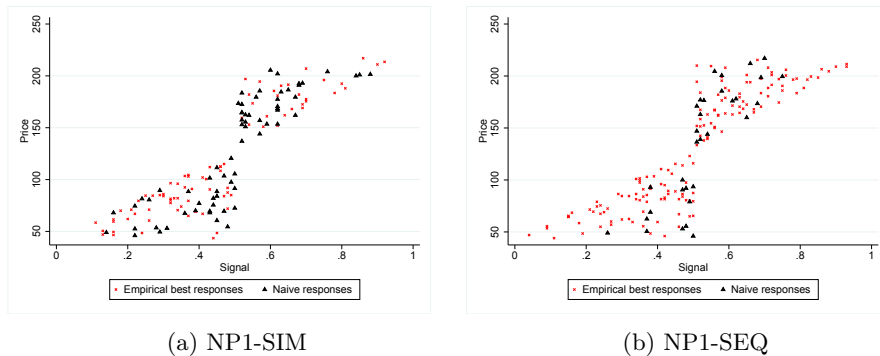 250
200
150
100
50
Price
0
.2
.4
.6
.8
1
Signal
Empirical best responses
Naive responses
(a) NP1-SIM
250
200
150
100
50
Price
0
.2
.4
.6
.8
1
Signal
Empirical best responses
Naive responses
(b) NP1-SEQ